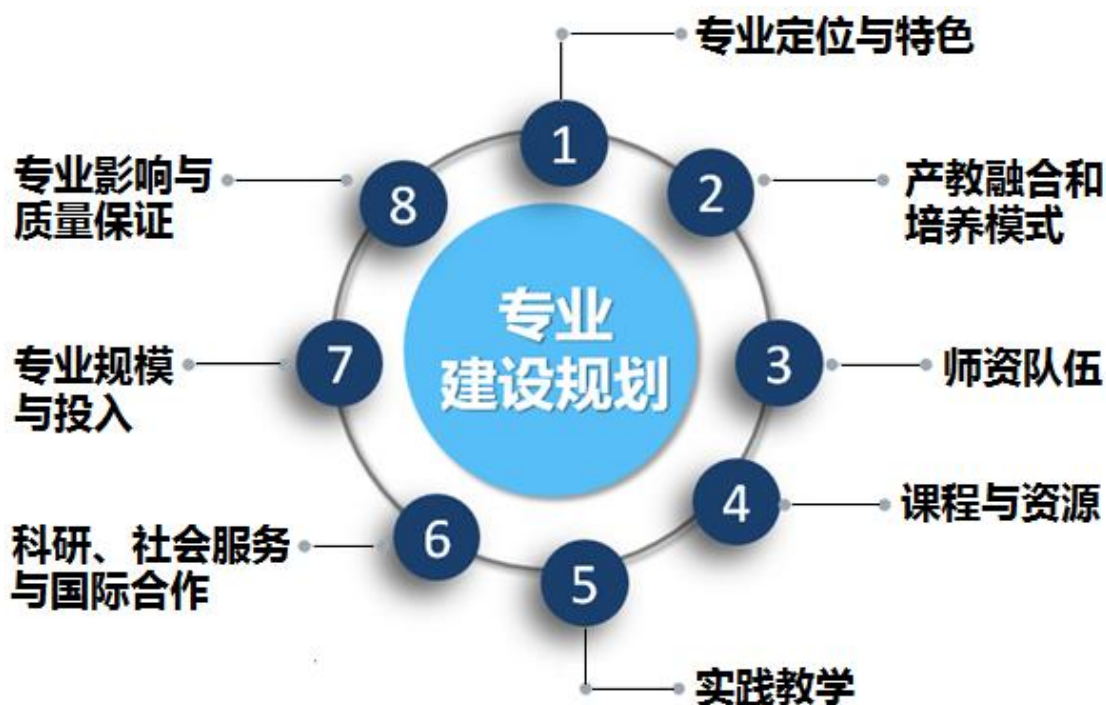 专业
建设规划
1
专业定位与特色
2
产教融合和
培养模式
3
师资队伍
4
课程与资源
5
实践教学
6
科研、社会服务
与国际合作
7
专业规模
与投入
8
专业影响与
质量保证